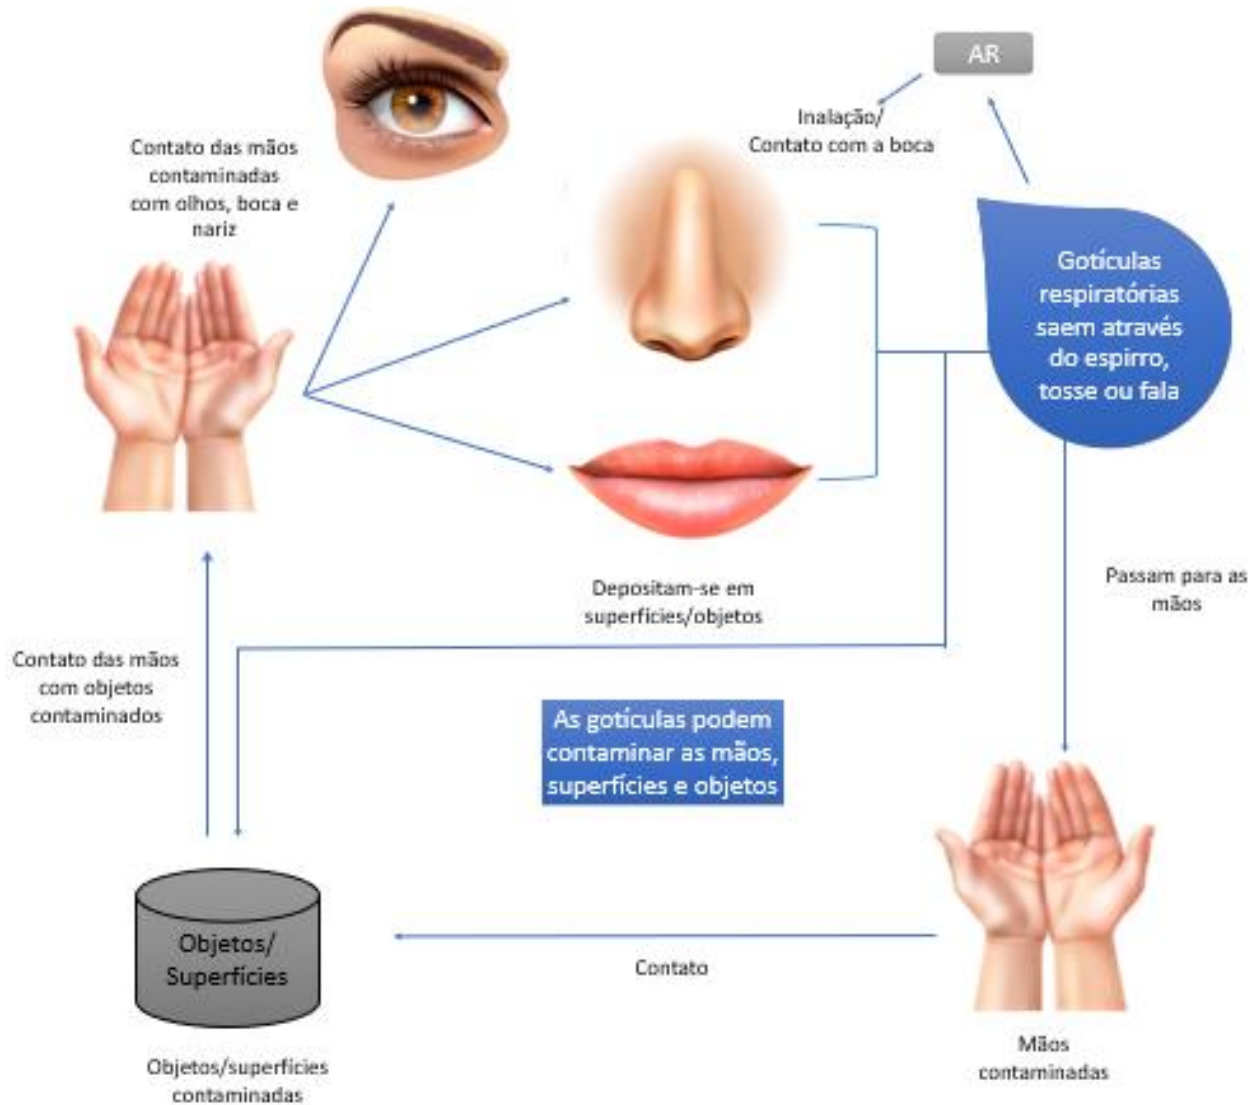 AR
Inalação/
Contato com a boca
Contato das mãos
contaminadas
com olhos, boca e
nariz
Gotículas
respiratórias
saem através
do espirro,
tosse ou fala
Depositam-se em
superfícies/objetos
Passam para as
mãos
Contato das mãos
com objetos
contaminados
As gotículas podem
contaminar as mãos,
superfícies e objetos
Objetos/
Superfícies
Contato
Objetos/superfícies
contaminadas
Mãos
contaminadas